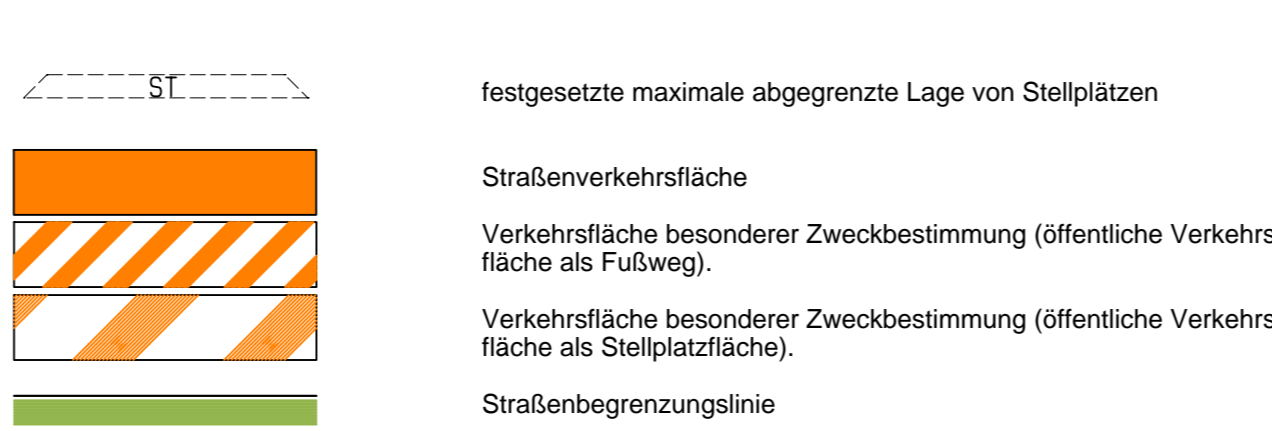 ST
festgesetzte maximale abgegrenzte Lage von Stellplätzen
Straßenverkehrsfläche
Verkehrsfläche besonderer Zweckbestimmung (öffentliche Verkehrs
fläche als Fußweg).
Verkehrsfläche besonderer Zweckbestimmung (öffentliche Verkehrs
fläche als Stellplatzfläche).
Straßenbegrenzungslinie